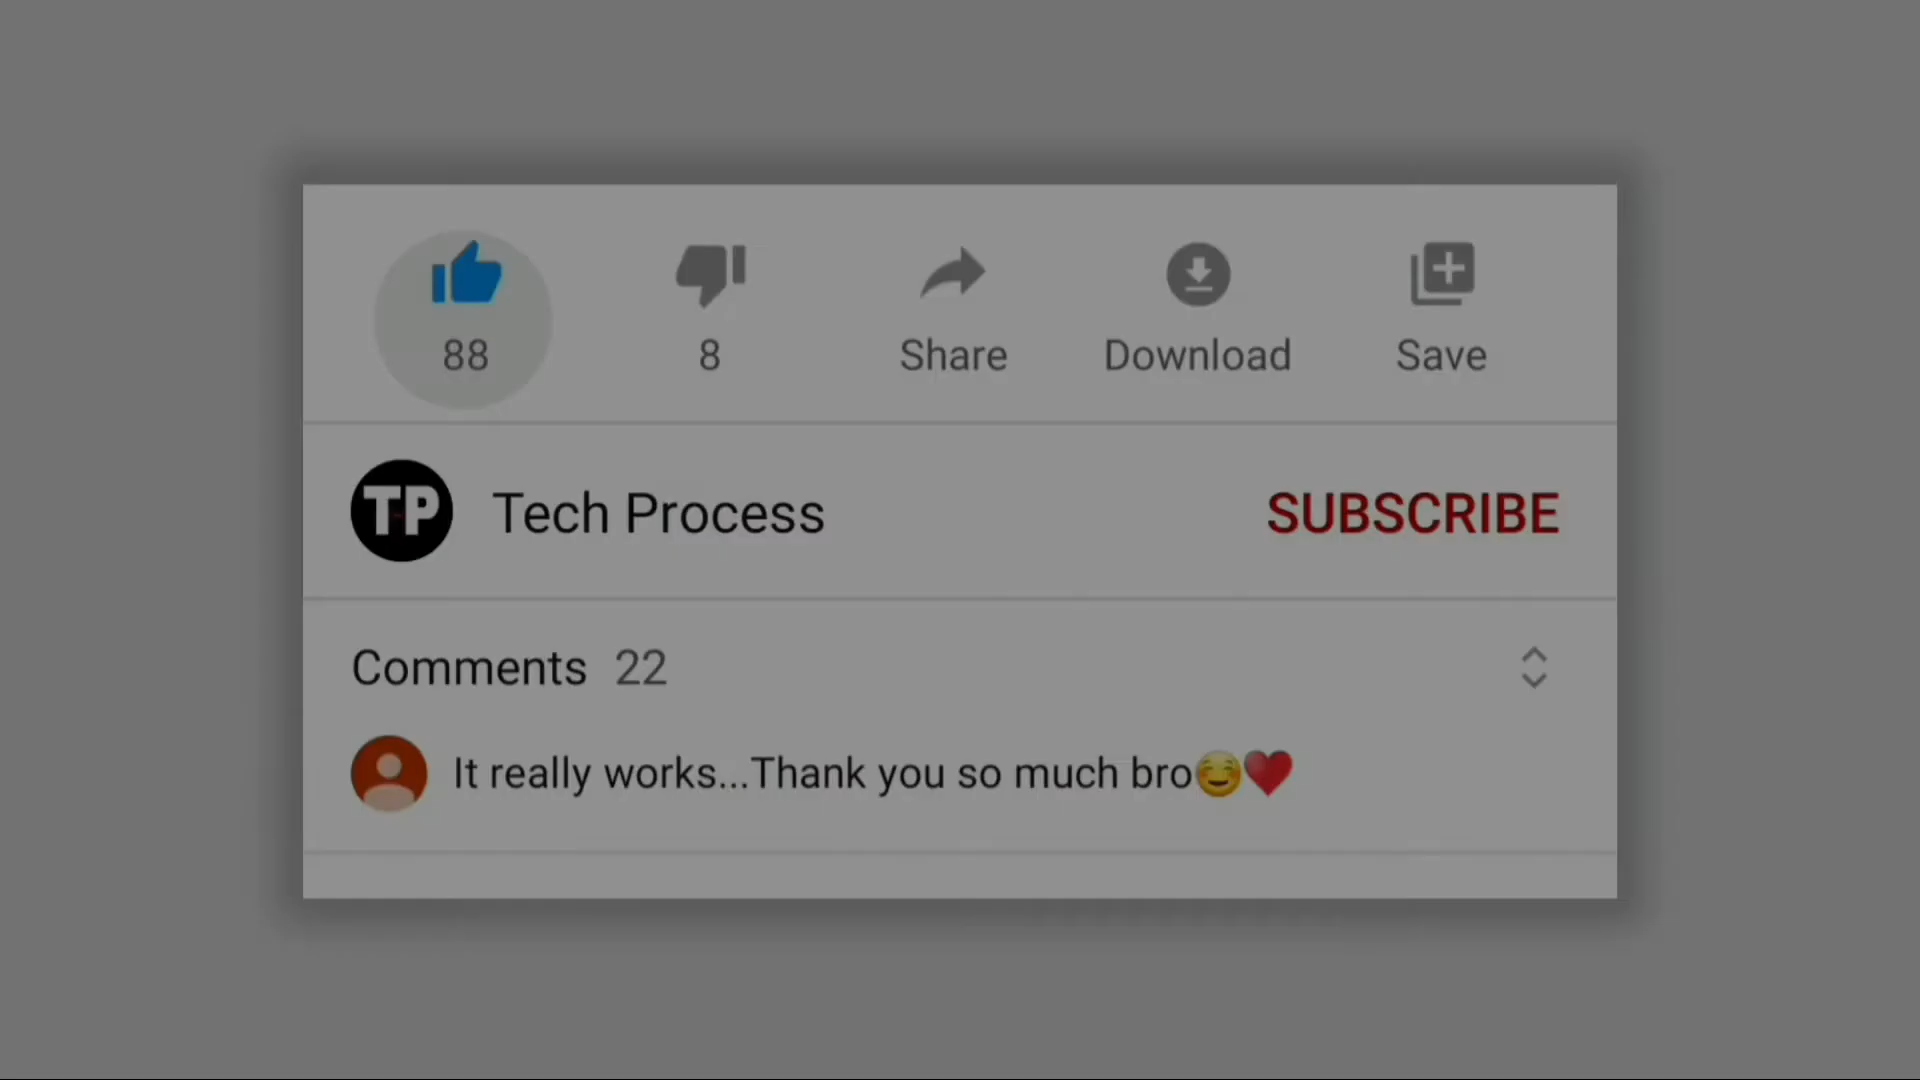 88 8 Share Download Save
TP Tech Process SUBSCRIBE
Comments 22
It really works...Thank you so much bro😊❤️